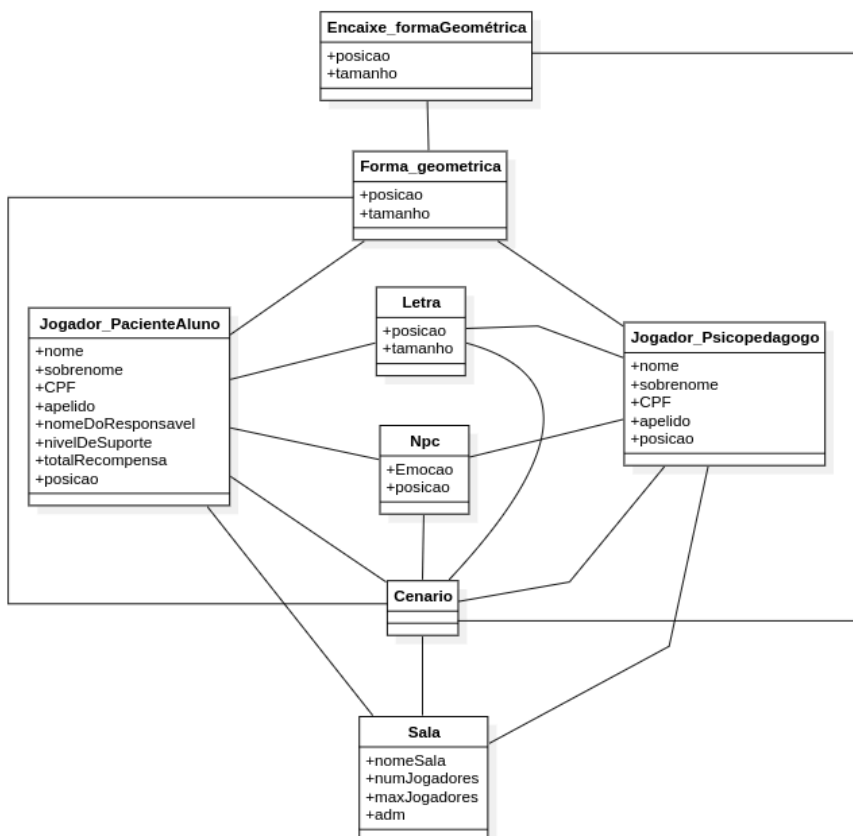 Encaixe_formaGeométrica
+posicao
+tamanho
Forma_geometrica
+posicao
+tamanho
Letra
+posicao
+tamanho
Jogador_PacienteAluno
+nome
+sobrenome
+CPF
+apelido
+nomeDoResponsavel
+nivelDeSuporte
+totalRecompensa
+posicao
Jogador_Psicopedagogo
+nome
+sobrenome
+CPF
+apelido
+posicao
Npc
+Emocao
+posicao
Cenario
Sala
+nomeSala
+numJogadores
+maxJogadores
+adm